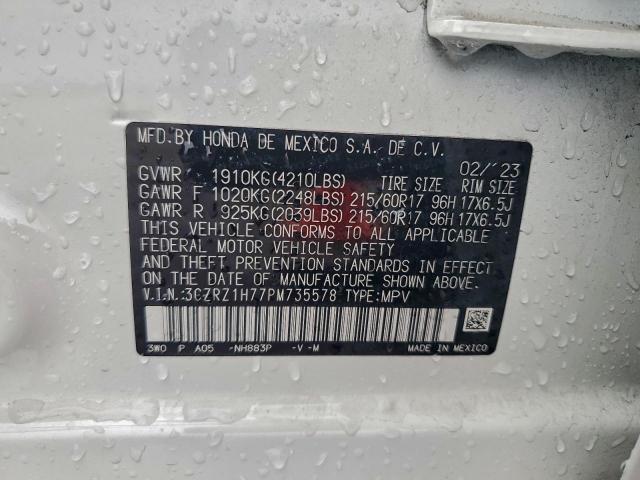 MFD. BY HONDA DE MEXICO S.A. DE C.V.
02/'23
GVWR 1910KG(4210LBS) TIRE SIZE RIM SIZE
GAWR F 1020KG(2248LBS) 215/60R17 96H 17X6.5J
GAWR R 925KG(2039LBS) 215/60R17 96H 17X6.5J
THIS VEHICLE CONFORMS TO ALL APPLICABLE
FEDERAL MOTOR VEHICLE SAFETY
AND THEFT PREVENTION STANDARDS IN EFFECT
ON THE DATE OF MANUFACTURE SHOWN ABOVE.
V.I.N.:3CZRZ1H77PM735578 TYPE:MPV
3W0 P A05 -NH883P -V-M MADE IN MEXICO